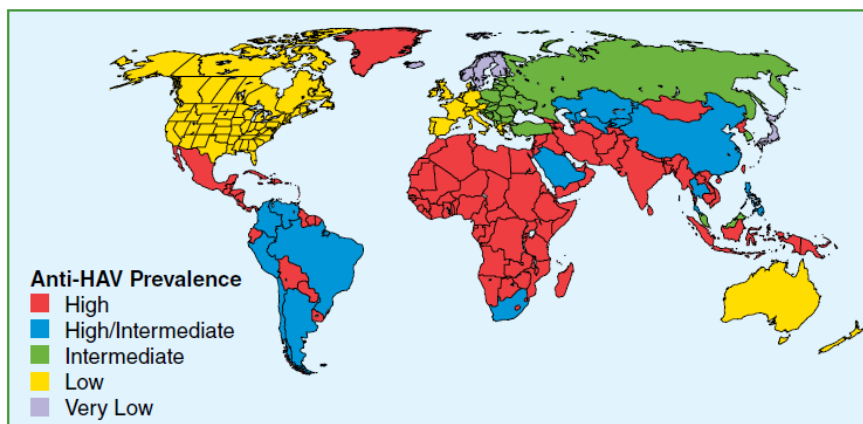 Anti-HAV Prevalence
High
High/Intermediate
Intermediate
Low
Very Low